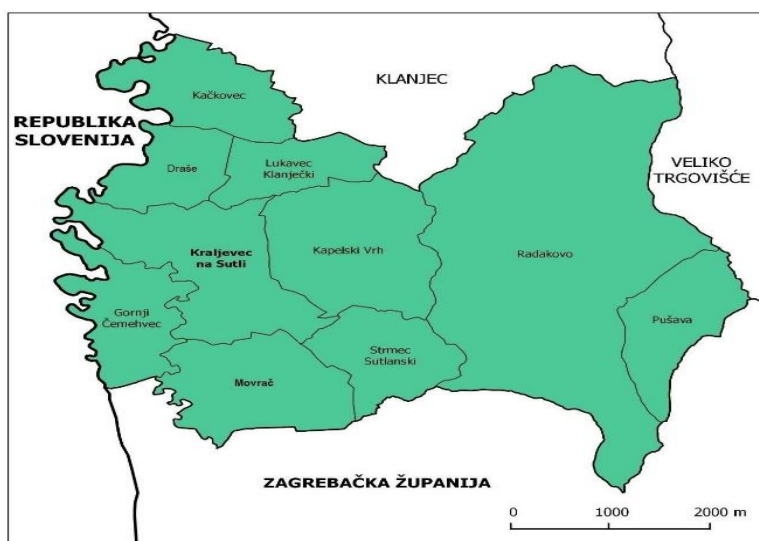 KLANJEC
Kačkovec
REPUBLIKA
SLOVENIJA
Draše
Lukavec
Klanječki
VELIKO
TRGOVIŠĆE
Kraljevec
na Sutli
Kapelski Vrh
Radakovo
Gornji
Čemehvec
Pušava
Strmec
Sutlanski
Movrač
ZAGREBAČKA ŽUPANIJA
0 1000 2000 m